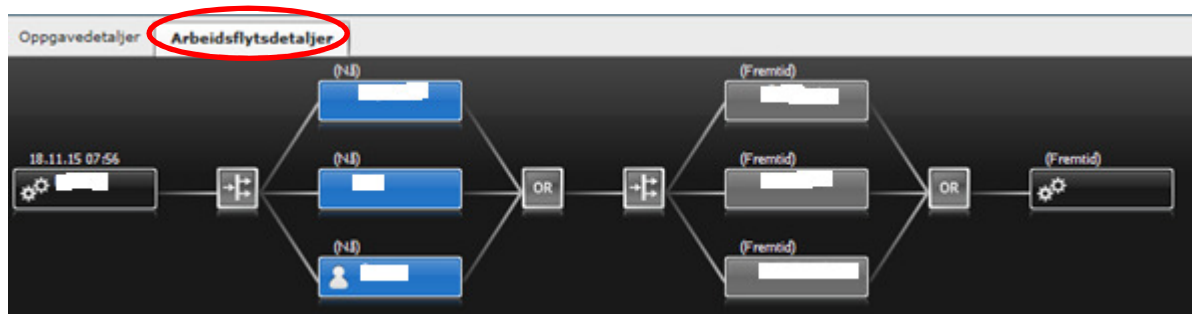 Oppgavedetaljer Arbeidsflytsdetaljer
(Nå) (Fremtid)
18.11.15 07:56 (Nå) (Fremtid) (Fremtid)
OR OR
(Nå) (Fremtid)